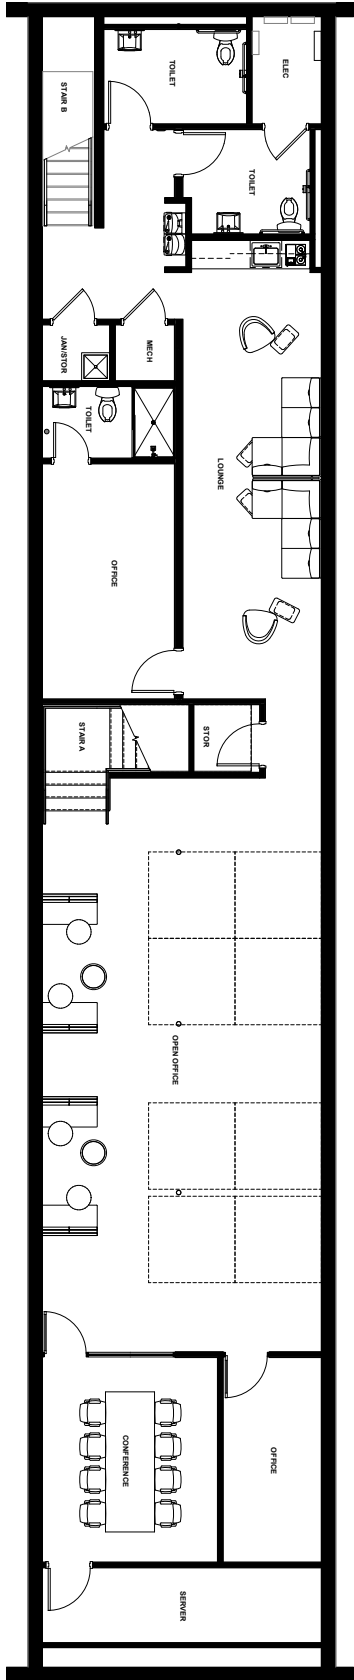 TOILET
ELEC
STAIR B
TOILET
JAN/STOR
MECH
TOILET
LOUNGE
OFFICE
STAIR A
STOR
OPEN OFFICE
CONFERENCE
OFFICE
SERVER